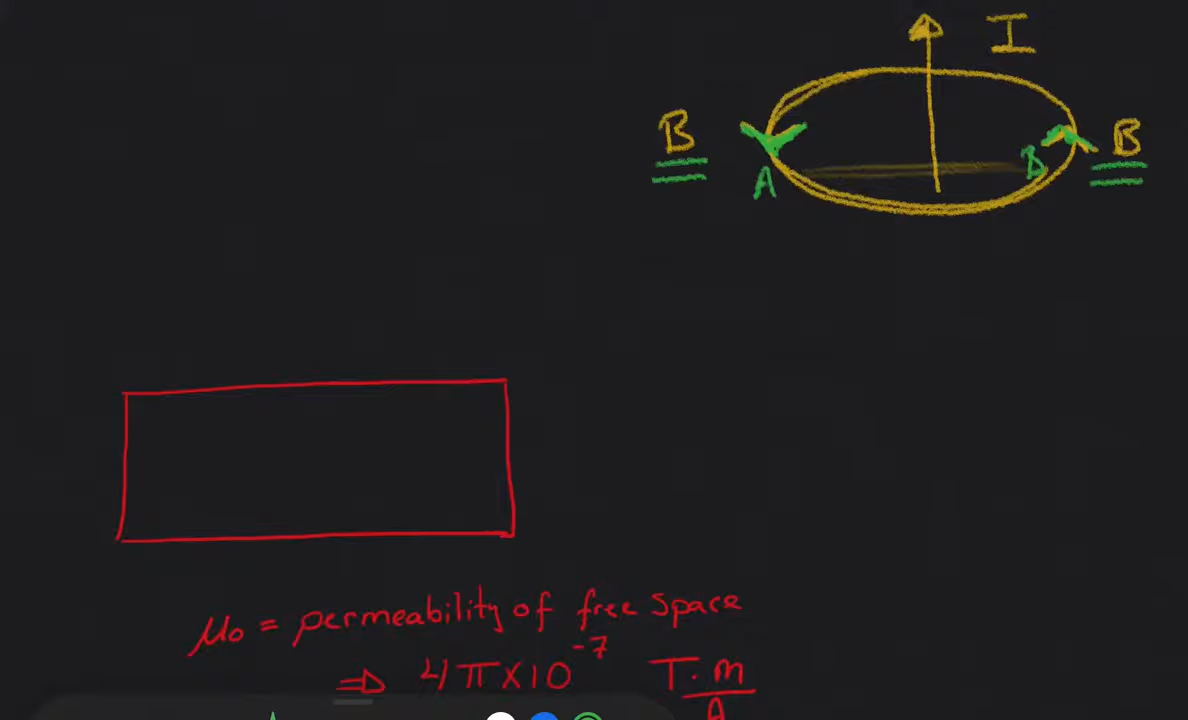 I
B
B
A
B
μ₀ = permeability of free space
⇒ 4π×10⁻⁷ T·m/A